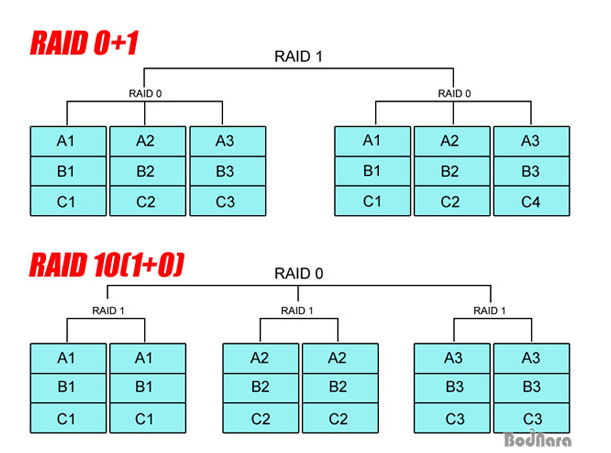 RAID 0+1
RAID 1
RAID 0 RAID 0
A1 A2 A3 A1 A2 A3
B1 B2 B3 B1 B2 B3
C1 C2 C3 C1 C2 C4
RAID 10(1+0)
RAID 0
RAID 1 RAID 1 RAID 1
A1 A1 A2 A2 A3 A3
B1 B1 B2 B2 B3 B3
C1 C1 C2 C2 C3 C3
BodNara